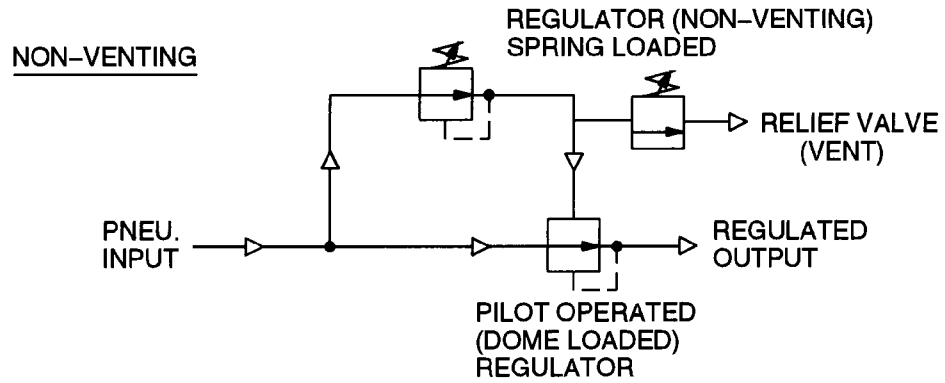 REGULATOR (NON–VENTING)
SPRING LOADED
NON–VENTING
RELIEF VALVE
(VENT)
PNEU.
INPUT
REGULATED
OUTPUT
PILOT OPERATED
(DOME LOADED)
REGULATOR